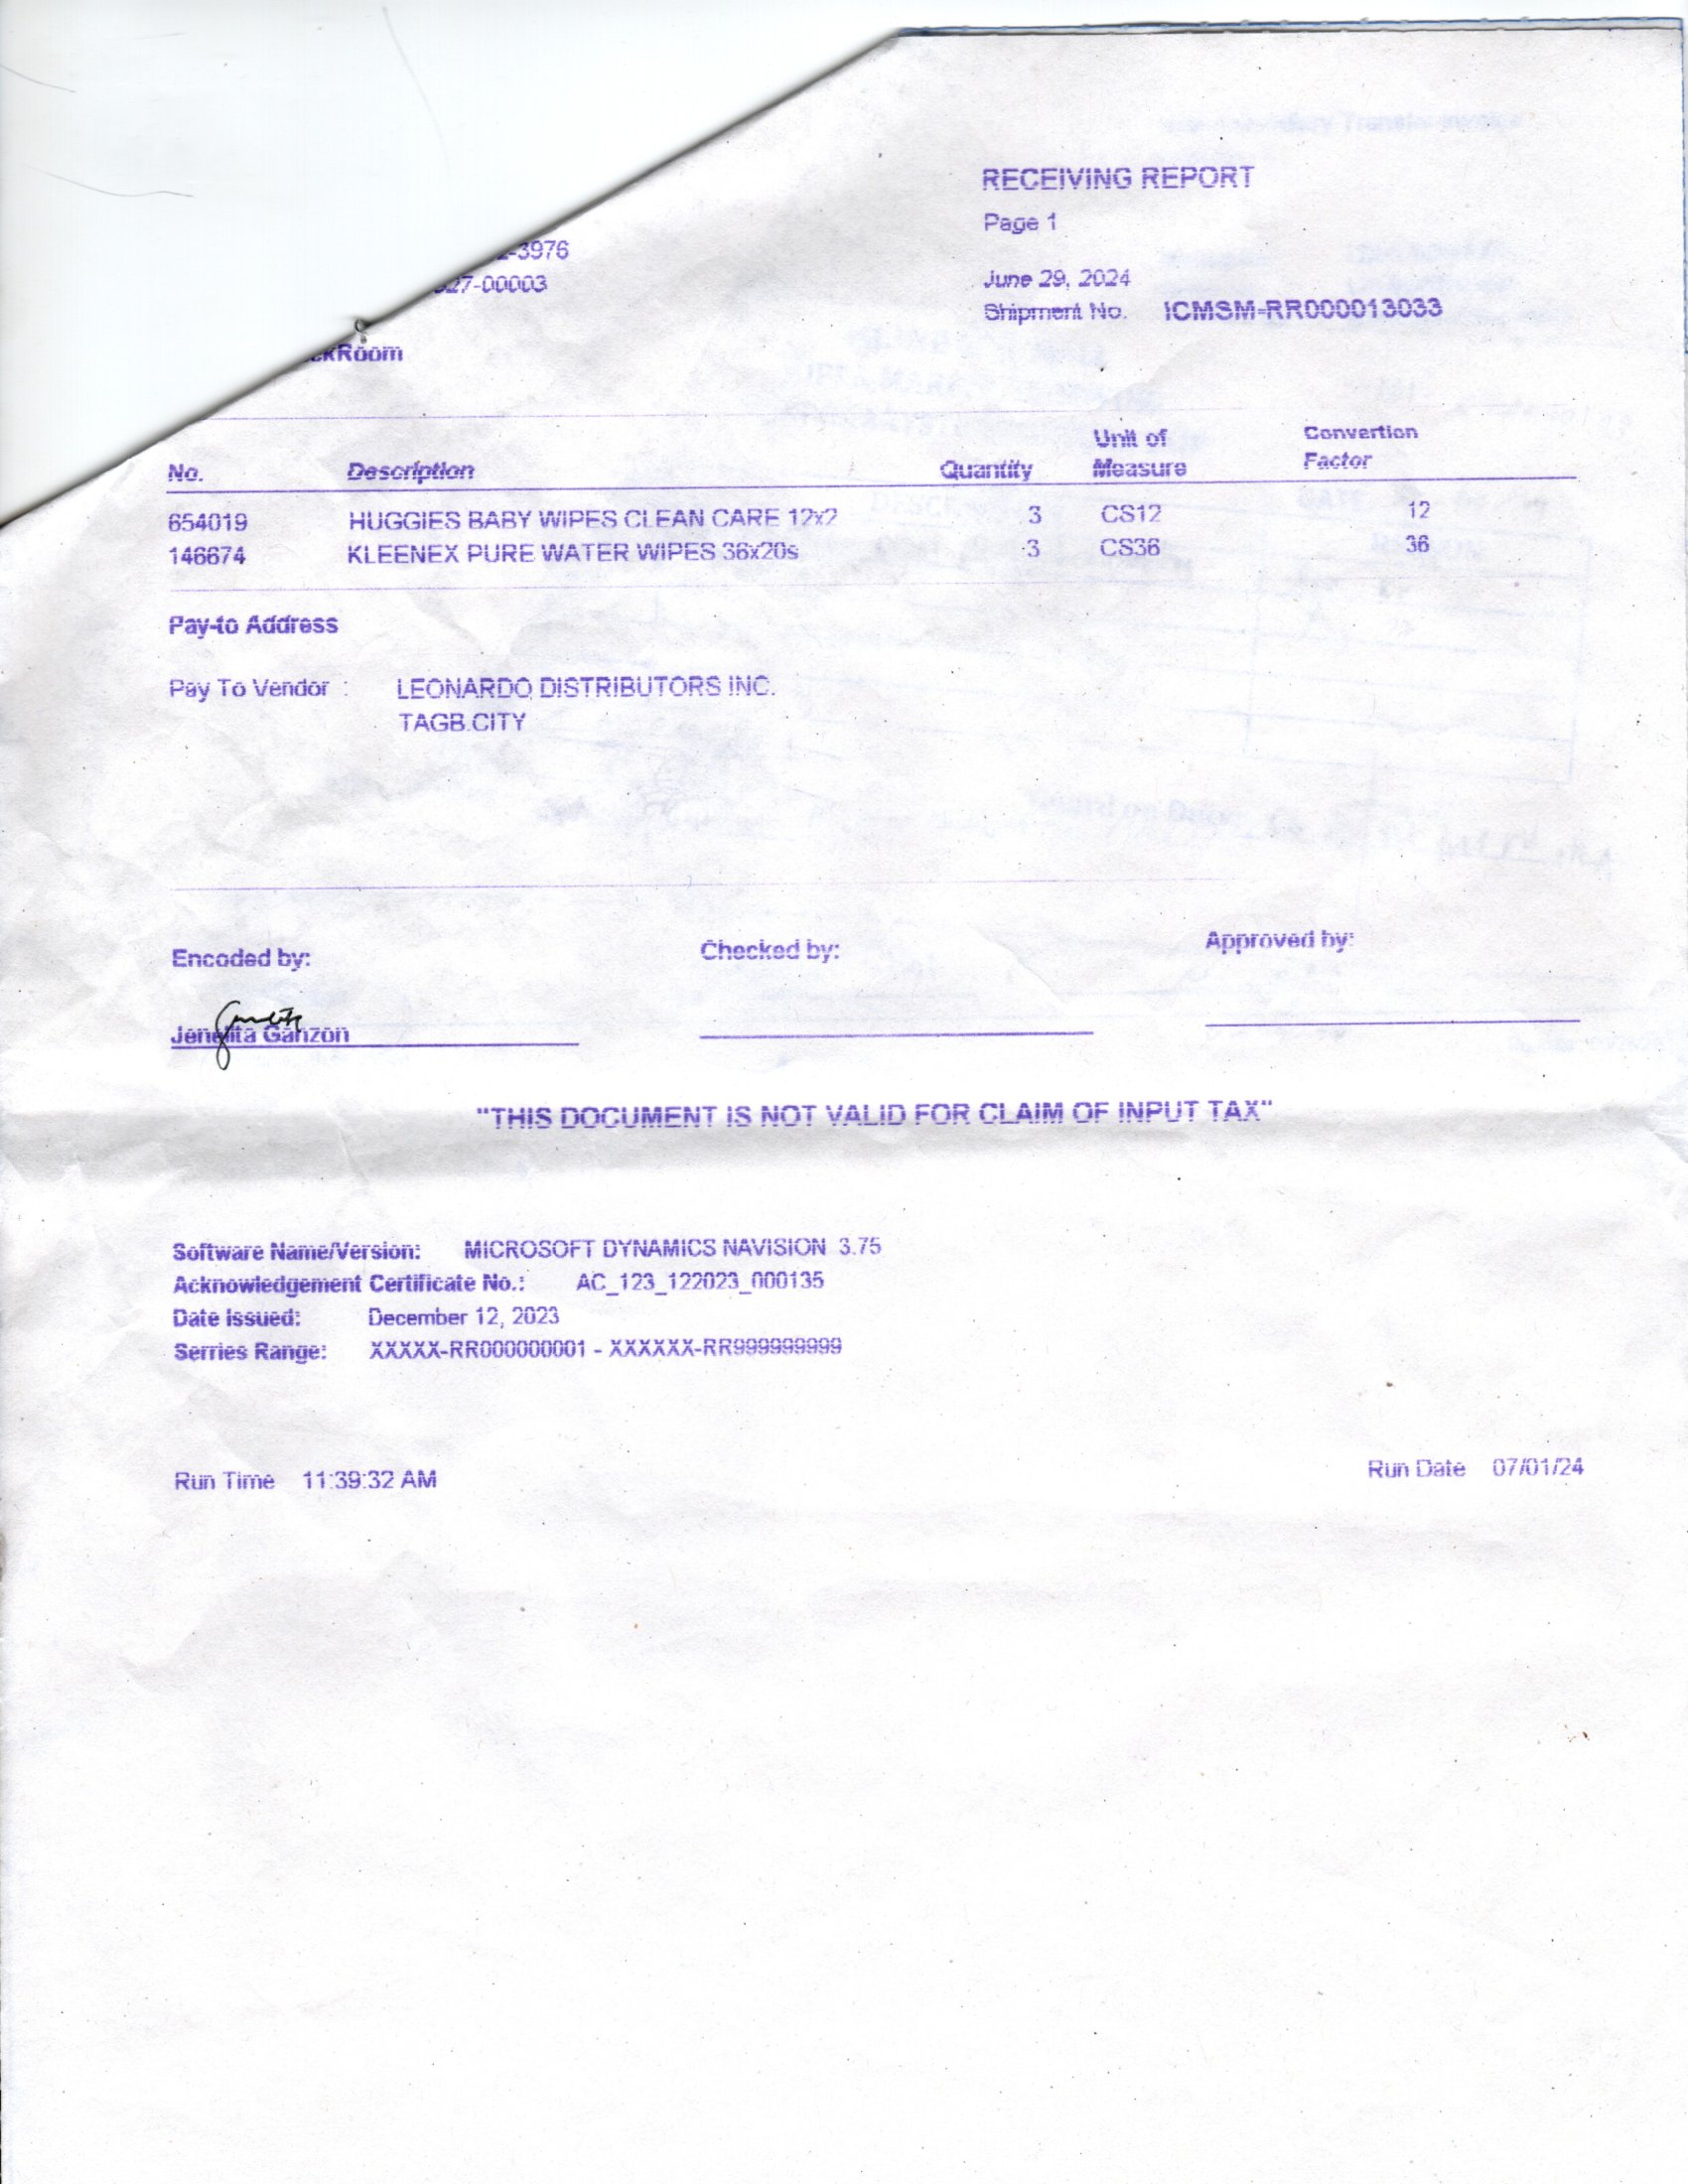 RECEIVING REPORT
Page 1
-3976
27-00003
June 29, 2024
Shipment No. ICMSM-RR000013033
ckRoom
No. Description Quantity Unit of Measure Convertion Factor
654019 HUGGIES BABY WIPES CLEAN CARE 12x2 3 CS12 12
146674 KLEENEX PURE WATER WIPES 36x20s 3 CS36 36
Pay-to Address
Pay To Vendor : LEONARDO DISTRIBUTORS INC.
TAGB.CITY
Encoded by: Checked by: Approved by:
Jenelita Ganzon
"THIS DOCUMENT IS NOT VALID FOR CLAIM OF INPUT TAX"
Software Name/Version: MICROSOFT DYNAMICS NAVISION 3.75
Acknowledgement Certificate No.: AC_123_122023_000135
Date Issued: December 12, 2023
Serries Range: XXXXX-RR000000001 - XXXXXX-RR999999999
Run Time 11:39:32 AM Run Date 07/01/24